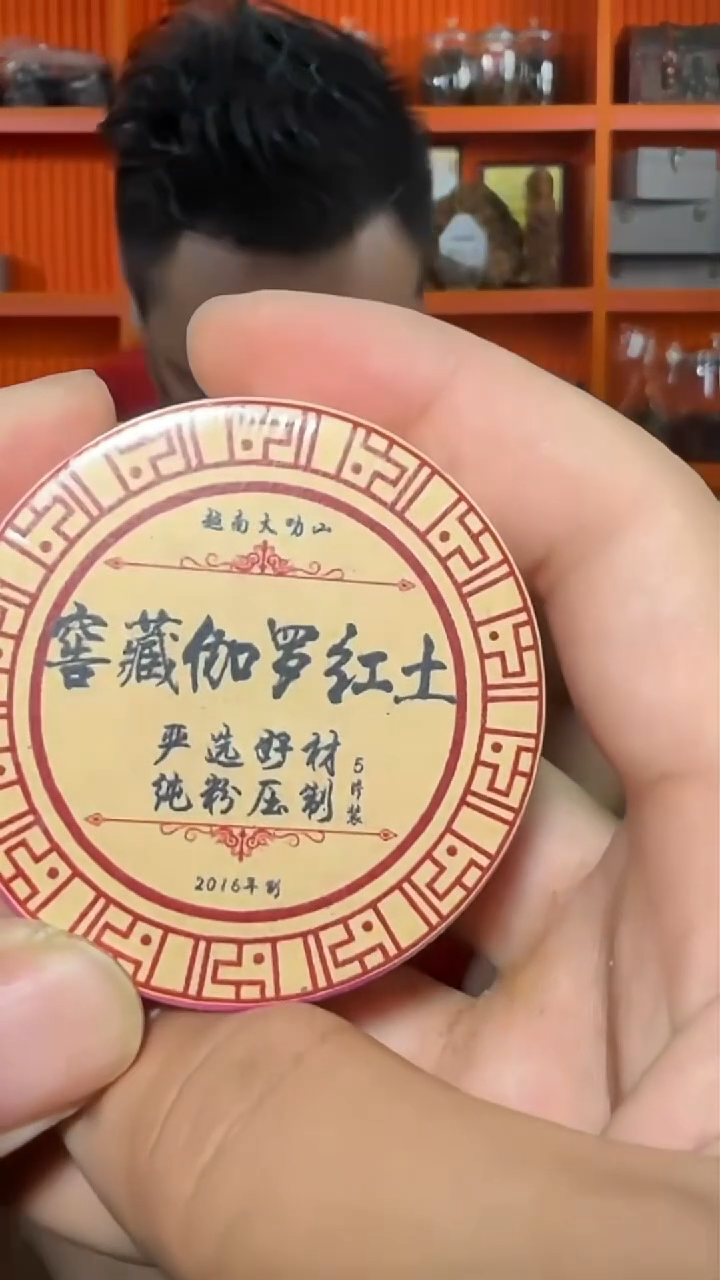 越南大叻山
窖藏伽罗红土
严选好材
纯粉压制
5片装
2016年制